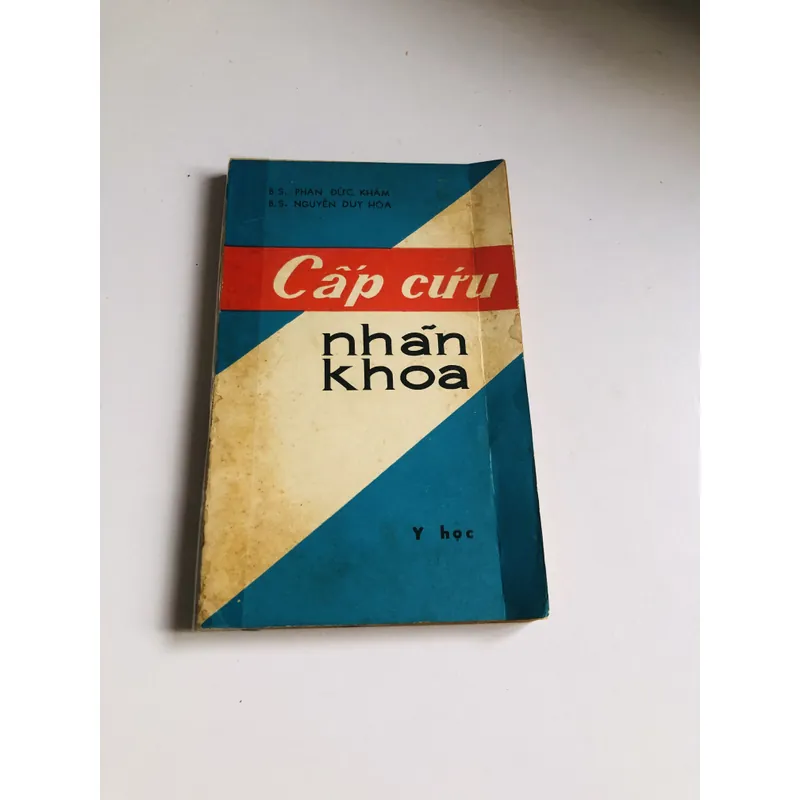 B.S. PHAN ĐỨC KHÂM
B.S. NGUYỄN DUY HÒA
Cấp cứu
nhãn
khoa
Y học